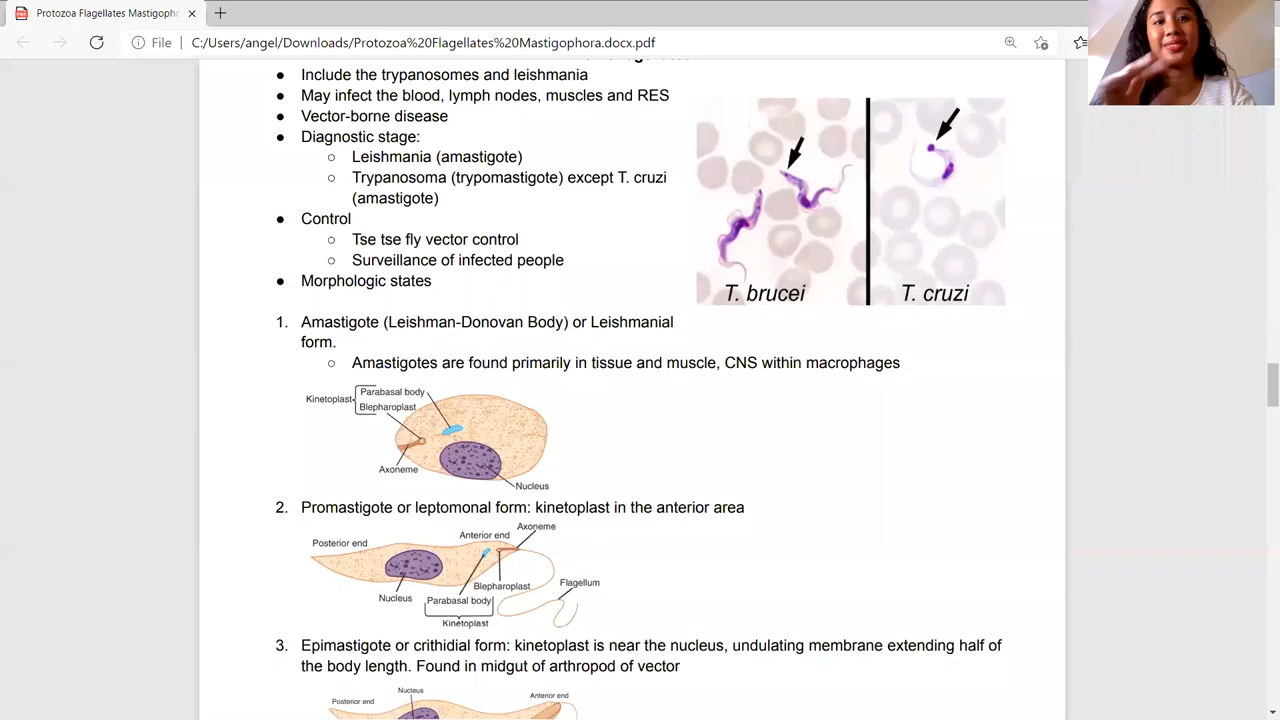 Protozoa Flagellates Mastigopho
File
C:/Users/angel/Downloads/Protozoa%20Flagellates%20Mastigophora.docx.pdf
● Include the trypanosomes and leishmania
● May infect the blood, lymph nodes, muscles and RES
● Vector-borne disease
● Diagnostic stage:
○ Leishmania (amastigote)
○ Trypanosoma (trypomastigote) except T. cruzi
(amastigote)
● Control
○ Tse tse fly vector control
○ Surveillance of infected people
● Morphologic states
T. brucei
T. cruzi
1. Amastigote (Leishman-Donovan Body) or Leishmanial
form.
○ Amastigotes are found primarily in tissue and muscle, CNS within macrophages
Kinetoplast
Parabasal body
Blepharoplast
Axoneme
Nucleus
2. Promastigote or leptomonal form: kinetoplast in the anterior area
Axoneme
Anterior end
Posterior end
Blepharoplast
Flagellum
Nucleus
Parabasal body
Kinetoplast
3. Epimastigote or crithidial form: kinetoplast is near the nucleus, undulating membrane extending half of
the body length. Found in midgut of arthropod of vector
Nucleus
Anterior end
Posterior end